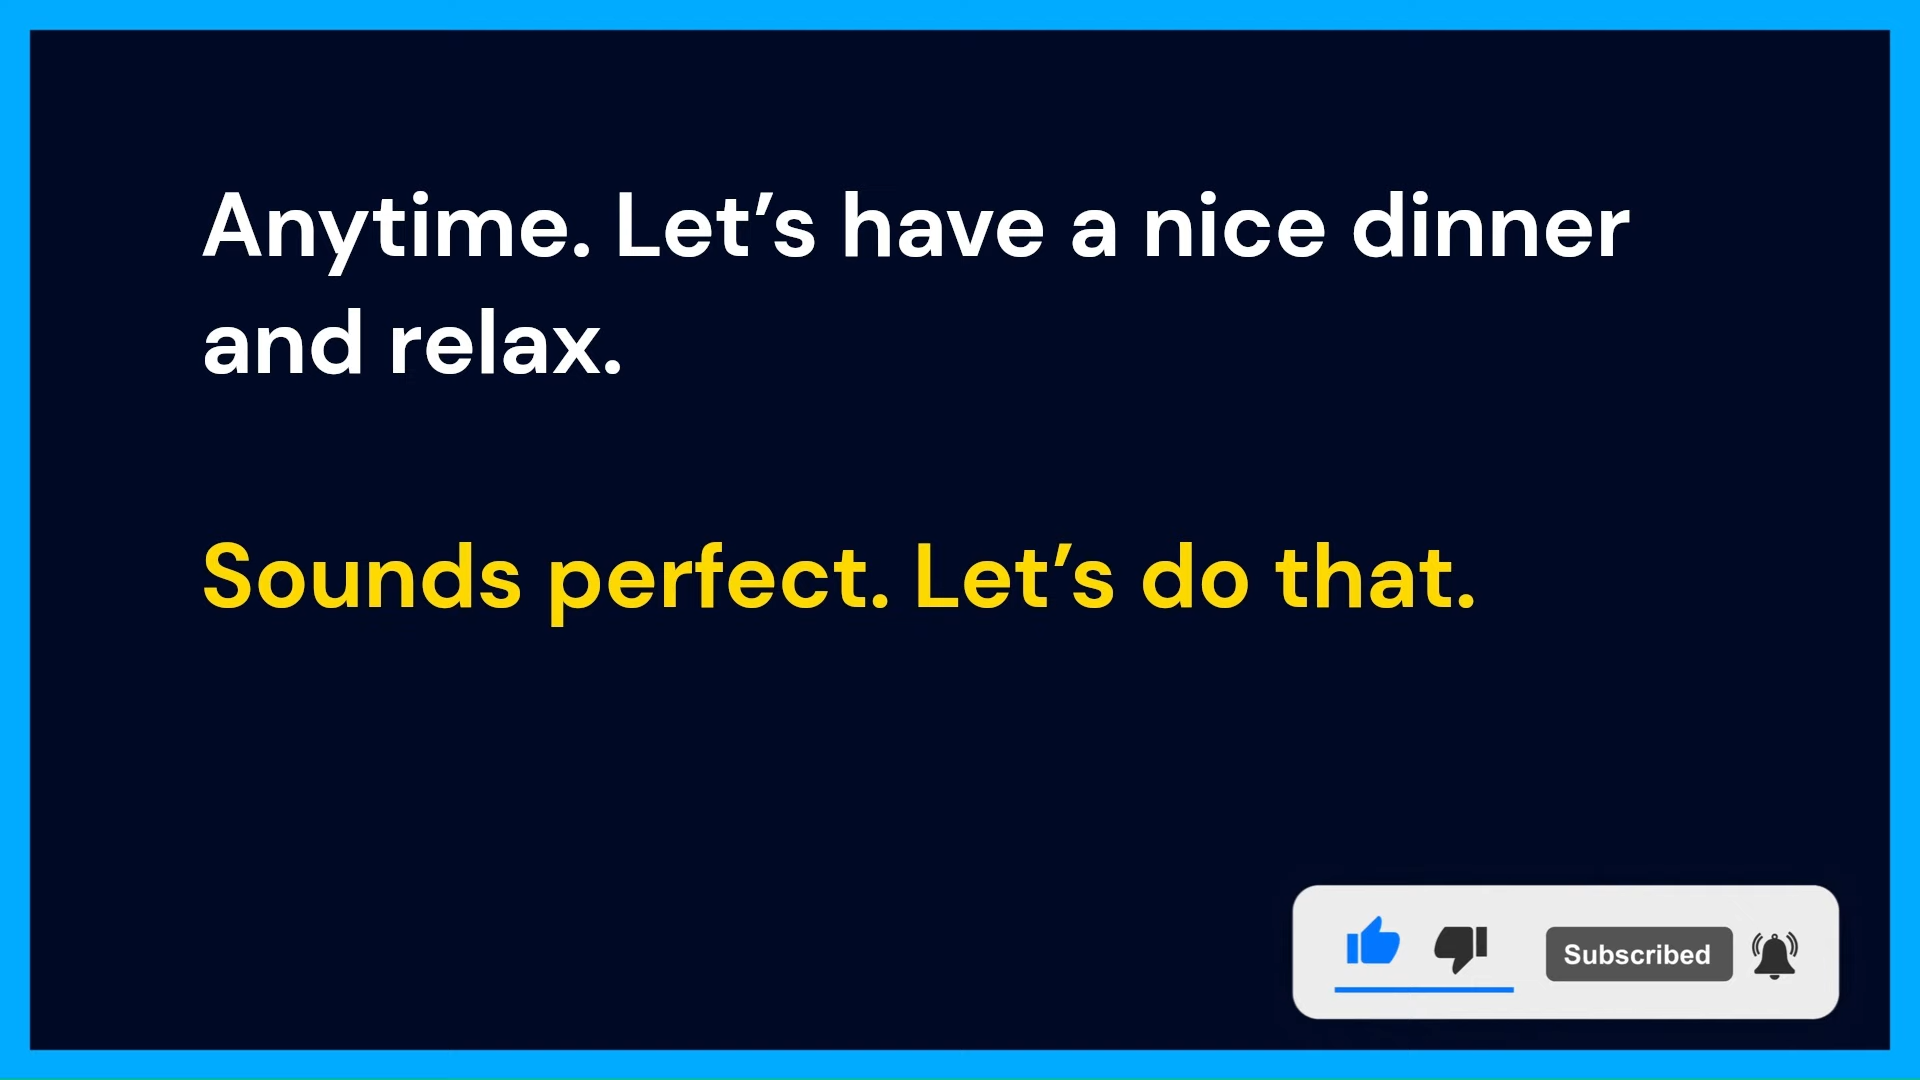 Anytime. Let’s have a nice dinner
and relax.
Sounds perfect. Let’s do that.
Subscribed